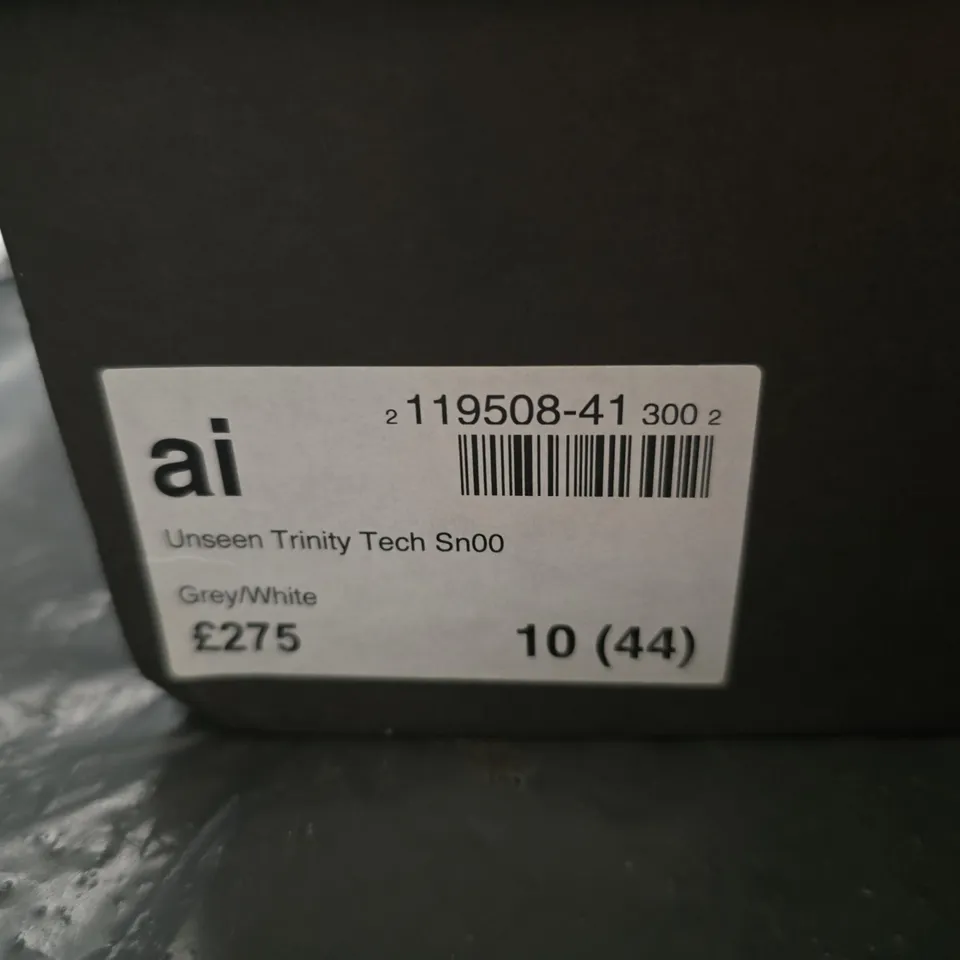 ai
2 119508-41 300 2
Unseen Trinity Tech Sn00
Grey/White
£275
10 (44)